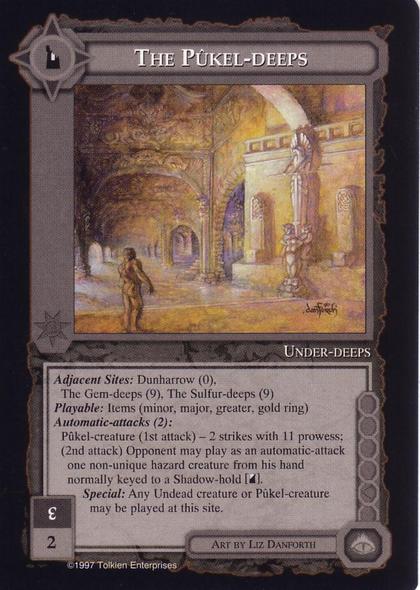 The Pûkel-deeps
danforth
Under-deeps
Adjacent Sites: Dunharrow (0),
The Gem-deeps (9), The Sulfur-deeps (9)
Playable: Items (minor, major, greater, gold ring)
Automatic-attacks (2):
Pûkel-creature (1st attack) – 2 strikes with 11 prowess;
(2nd attack) Opponent may play as an automatic-attack
one non-unique hazard creature from his hand
normally keyed to a Shadow-hold [ ].
Special: Any Undead creature or Pûkel-creature
may be played at this site.
ε
2
Art by Liz Danforth
©1997 Tolkien Enterprises